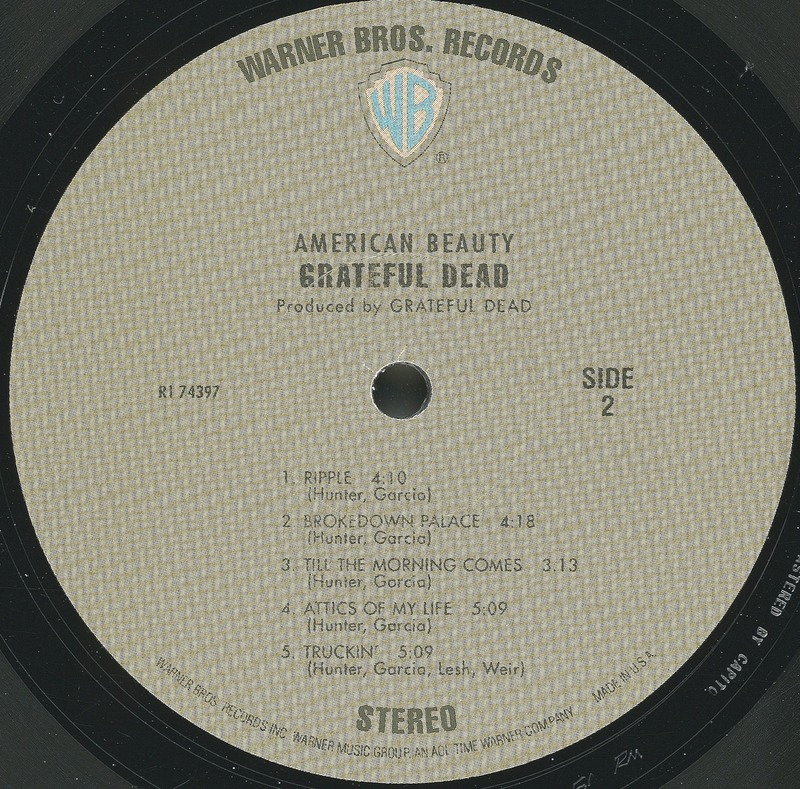 WARNER BROS. RECORDS
WB
®
AMERICAN BEAUTY
GRATEFUL DEAD
Produced by GRATEFUL DEAD
R1 74397
SIDE
2
1. RIPPLE 4:10
(Hunter, Garcia)
2 BROKEDOWN PALACE 4:18
(Hunter, Garcia)
3. TILL THE MORNING COMES 3.13
(Hunter, Garcia)
4. ATTICS OF MY LIFE 5:09
(Hunter, Garcia)
5. TRUCKIN' 5:09
(Hunter, Garcia, Lesh, Weir)
STEREO
WARNER BROS. RECORDS INC. WARNER MUSIC GROUP, AN AOL TIME WARNER COMPANY MADE IN U.S.A.
BY